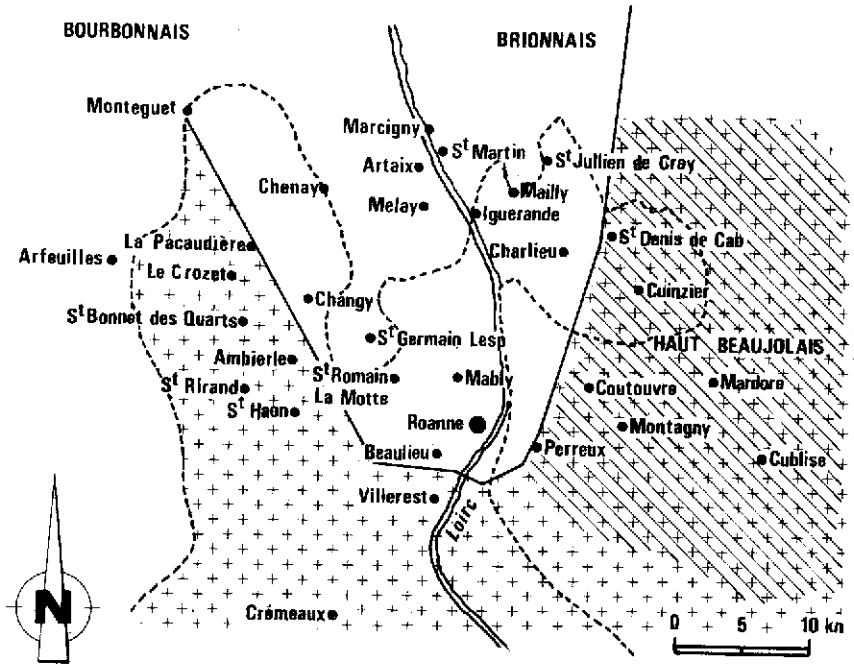 BOURBONNAIS
BRIONNAIS
Monteguet
Marcigny
St Martin
St Jullien de Cray
Artaix
Chenay
Mailly
Melay
Iguerande
La Pacaudière
Charlieu
St Denis de Cab
Arfeuilles
Le Crozet
Changy
Cuinzier
St Bonnet des Quarts
St Germain Lesp
HAUT BEAUJOLAIS
Ambierle
St Romain
La Motte
Mably
Mardore
St Rirand
Coutouvre
St Haon
Roanne
Montagny
Beaulieu
Perreux
Cublise
Villerest
Loire
N
Crémeaux
0 5 10 km